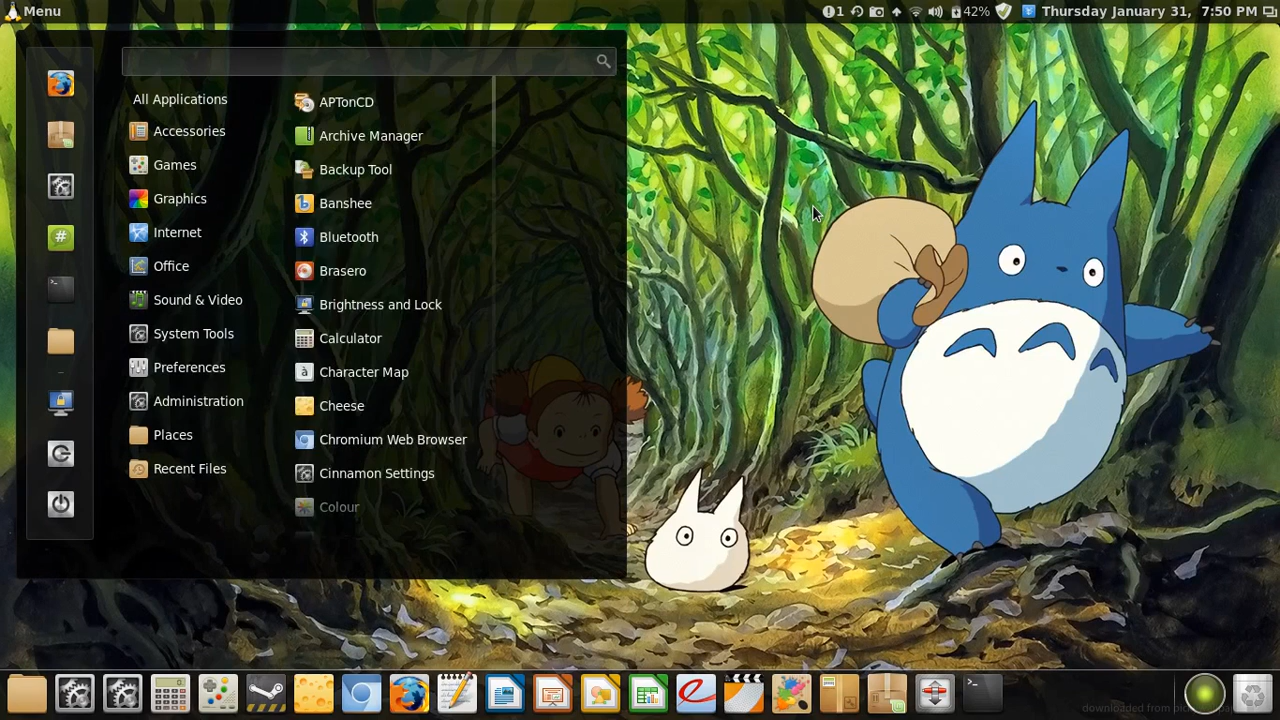 Menu
1
42%
Thursday January 31, 7:50 PM
All Applications
Accessories
Games
Graphics
Internet
Office
Sound & Video
System Tools
Preferences
Administration
Places
Recent Files
APTonCD
Archive Manager
Backup Tool
Banshee
Bluetooth
Brasero
Brightness and Lock
Calculator
Character Map
Cheese
Chromium Web Browser
Cinnamon Settings
Colour
downloaded from